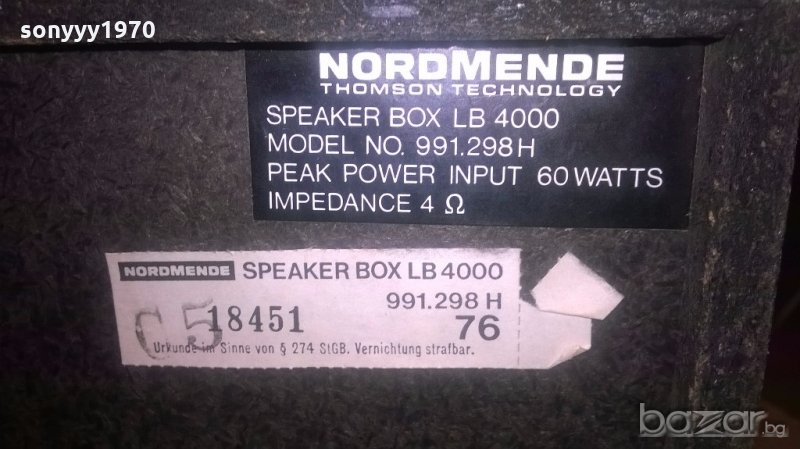 sonyyy1970
NORDMENDE
THOMSON TECHNOLOGY
SPEAKER BOX LB 4000
MODEL NO. 991.298 H
PEAK POWER INPUT 60 WATTS
IMPEDANCE 4 Ω
NORDMENDE SPEAKER BOX LB 4000
991.298 H
C 5 18451 76
Urkunde im Sinne von § 274 StGB. Vernichtung strafbar.
bazar.bg